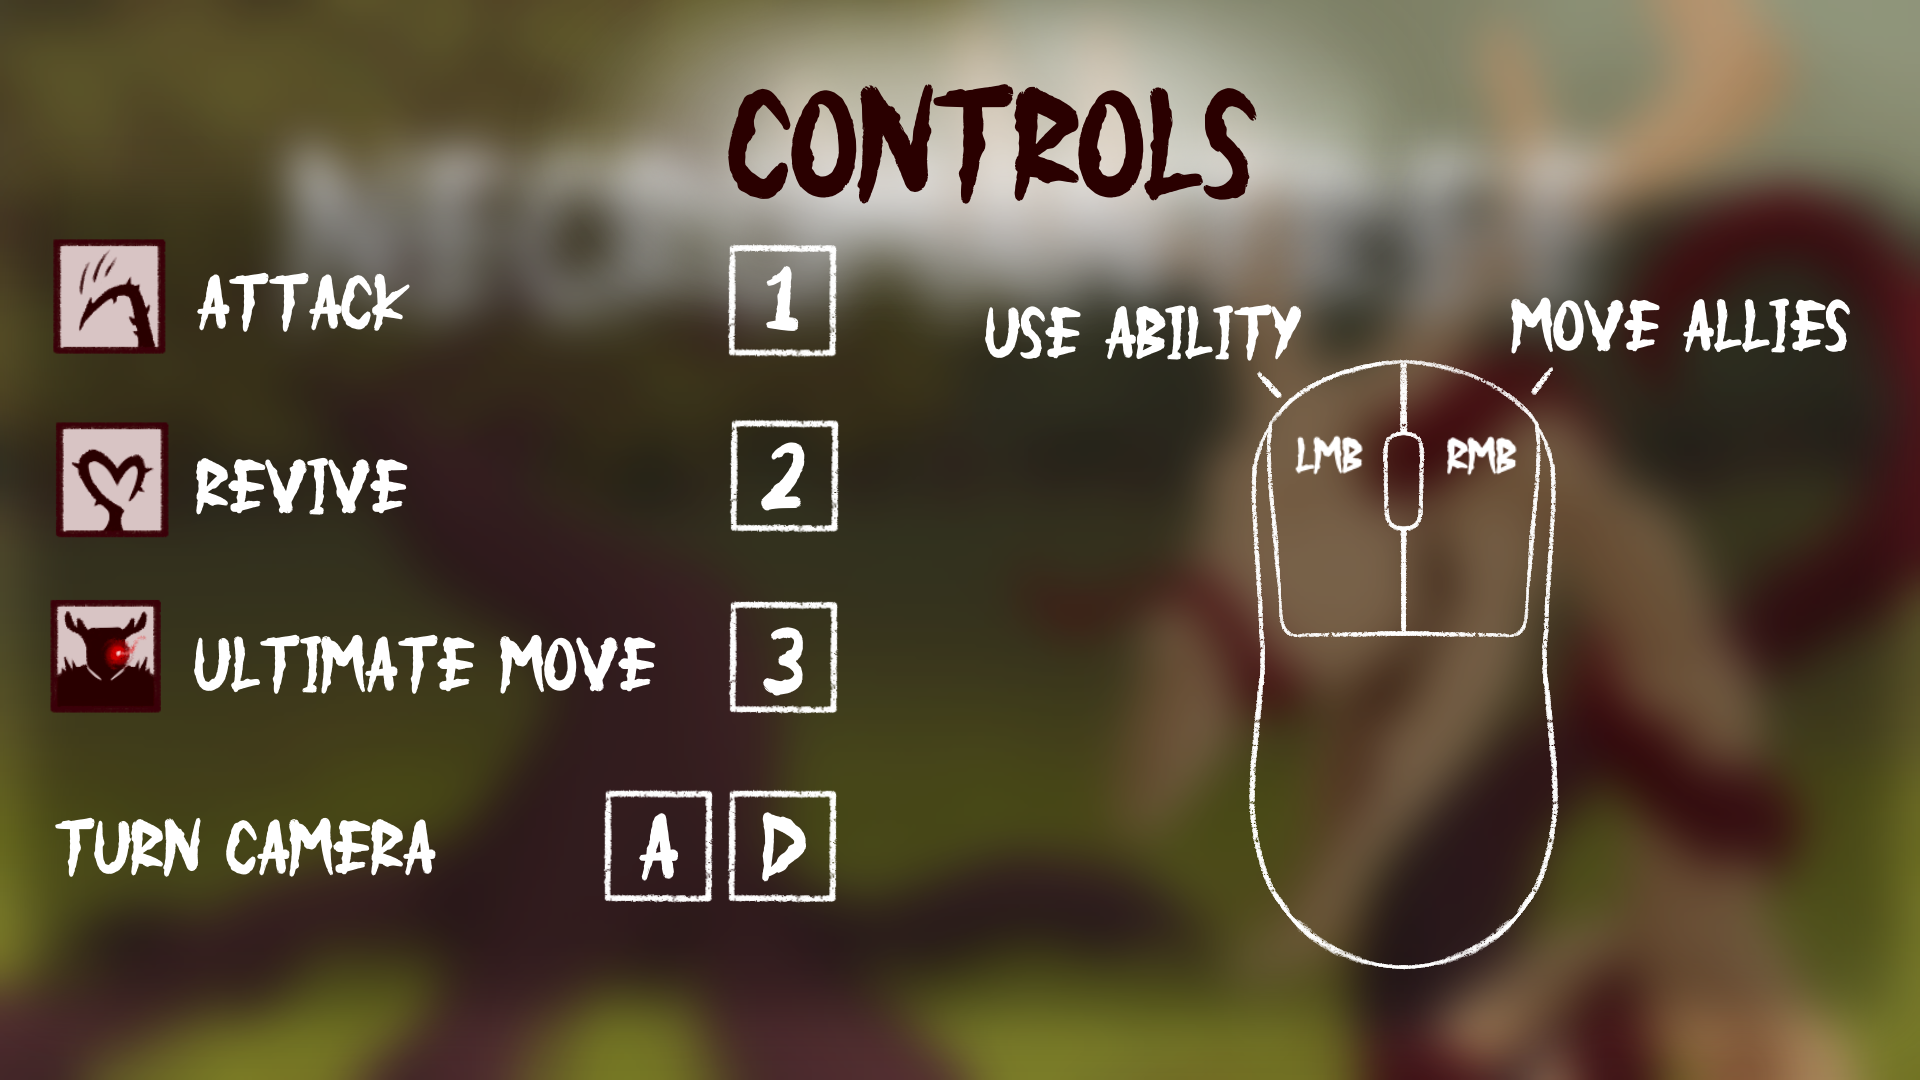 CONTROLS
ATTACK 1
REVIVE 2
ULTIMATE MOVE 3
TURN CAMERA A D
USE ABILITY
MOVE ALLIES
LMB RMB